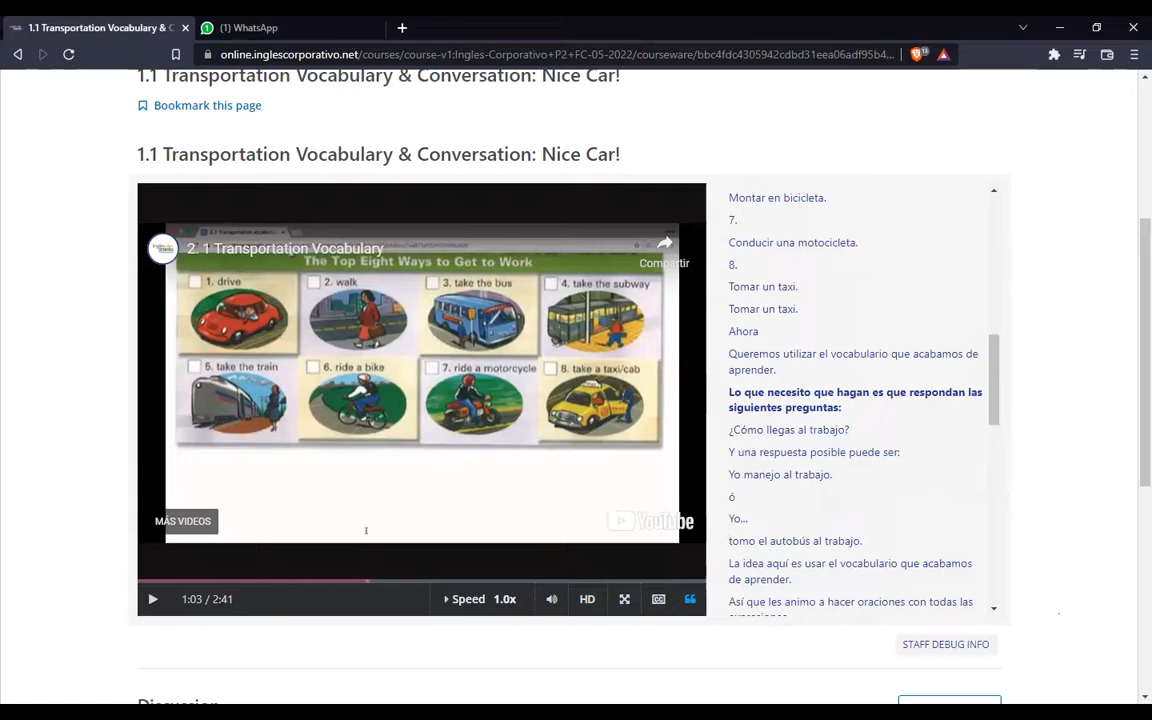 1.1 Transportation Vocabulary & C
(1) WhatsApp
online.inglescorporativo.net/courses/course-v1:Ingles-Corporativo+P2+FC-05-2022/courseware/bbc4fdc4305942cdbd31eea06adf95b4...
13
1.1 Transportation Vocabulary & Conversation: Nice Car!
Bookmark this page
1.1 Transportation Vocabulary & Conversation: Nice Car!
2. 1 Transportation Vocabulary
Compartir
The Top Eight Ways to Get to Work
1. drive
2. walk
3. take the bus
4. take the subway
5. take the train
6. ride a bike
7. ride a motorcycle
8. take a taxi/cab
MÁS VIDEOS
YouTube
1:03 / 2:41
Speed 1.0x
HD
CC
Montar en bicicleta.
7.
Conducir una motocicleta.
8.
Tomar un taxi.
Tomar un taxi.
Ahora
Queremos utilizar el vocabulario que acabamos de
aprender.
Lo que necesito que hagan es que respondan las
siguientes preguntas:
¿Cómo llegas al trabajo?
Y una respuesta posible puede ser:
Yo manejo al trabajo.
ó
Yo...
tomo el autobús al trabajo.
La idea aquí es usar el vocabulario que acabamos
de aprender.
Así que les animo a hacer oraciones con todas las
expresiones
STAFF DEBUG INFO
Discussion